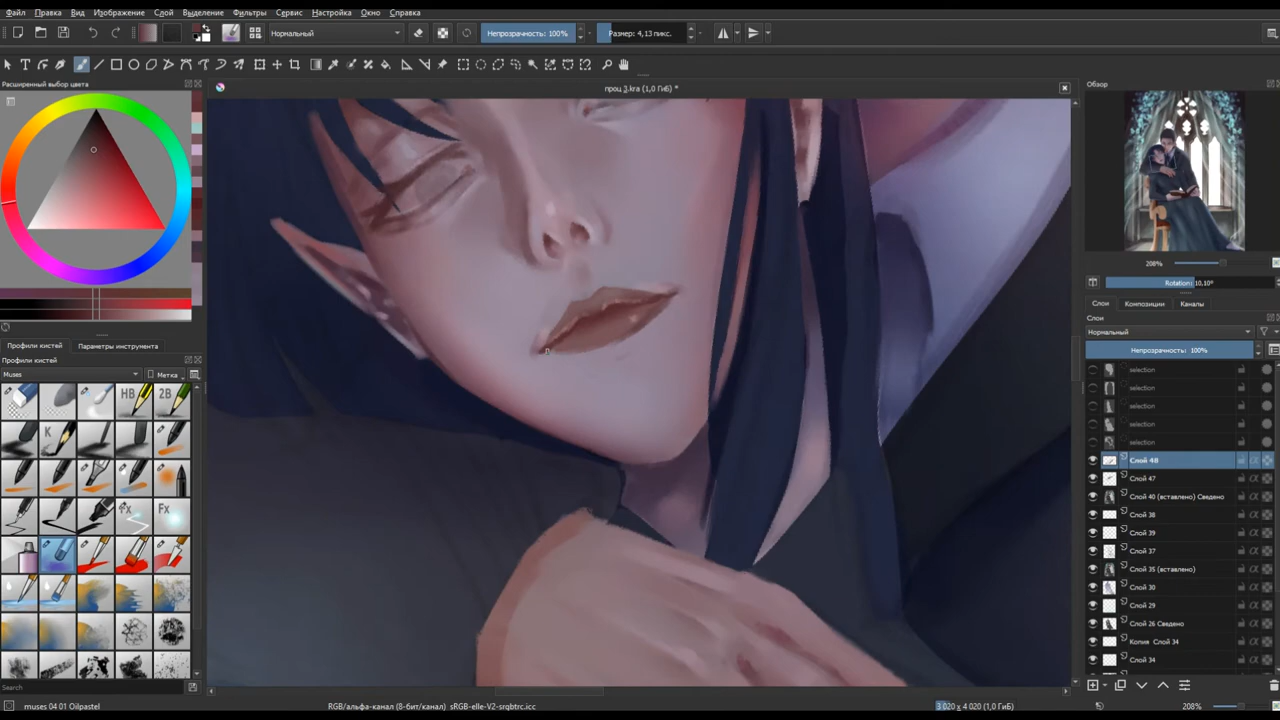 Файл Правка Вид Изображение Слой Выделение Фильтры Сервис Настройка Окно Справка
Нормальный Непрозрачность: 100% Размер: 4,13 пикс.
Расширенный выбор цвета
проц 3.kra (1,0 ГиБ) *
Обзор
208%
Rotation: 10,10°
Слои Композиции Каналы
Слои
Нормальный
Непрозрачность: 100%
selection
selection
selection
selection
selection
Слой 48
Слой 47
Слой 40 (вставлено) Сведено
Слой 38
Слой 39
Слой 37
Слой 35 (вставлено)
Слой 30
Слой 29
Слой 26 Сведено
Копия Слой 34
Слой 34
Профили кистей Параметры инструмента
Профили кистей
Muses Метка
HB 2B
K
Fx Fx
Search
muses 04 01 Oilpastel RGB/альфа-канал (8-бит/канал) sRGB-elle-V2-srgbtrc.icc 3 020 x 4 020 (1,0 ГиБ) 208%